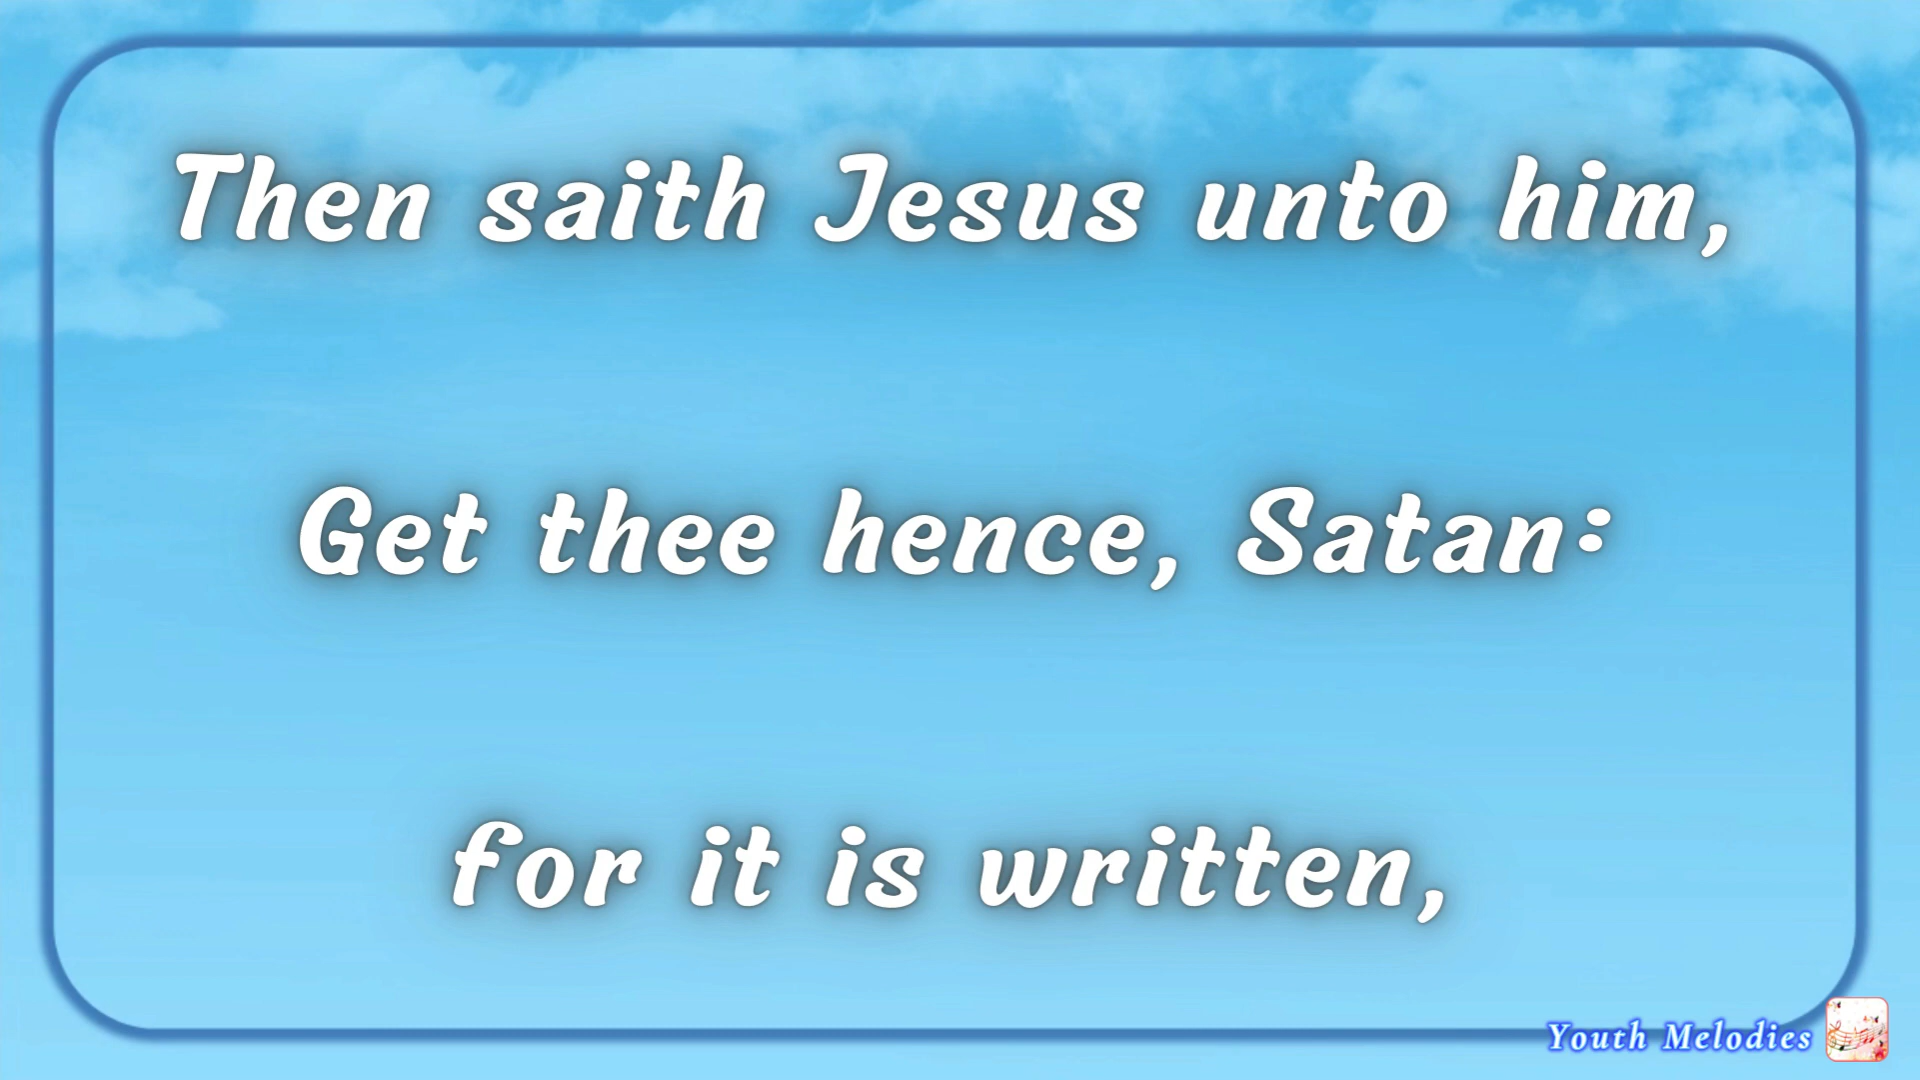 Then saith Jesus unto him,
Get thee hence, Satan:
for it is written,
Youth Melodies